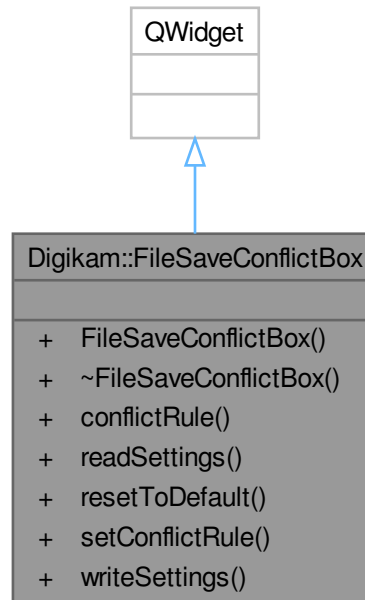 QWidget
Digikam::FileSaveConflictBox
+ FileSaveConflictBox()
+ ~FileSaveConflictBox()
+ conflictRule()
+ readSettings()
+ resetToDefault()
+ setConflictRule()
+ writeSettings()